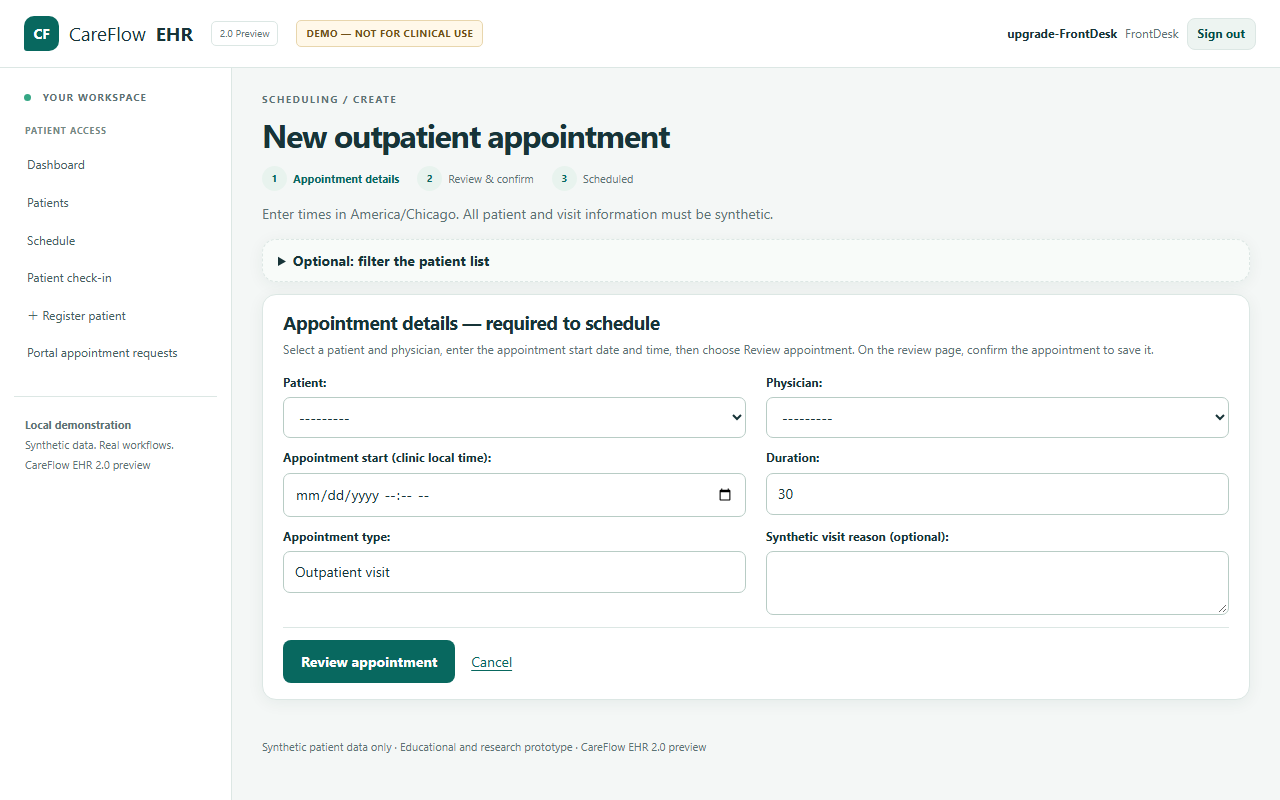 CF CareFlow EHR 2.0 Preview DEMO — NOT FOR CLINICAL USE upgrade-FrontDesk FrontDesk Sign out
YOUR WORKSPACE
PATIENT ACCESS
Dashboard
Patients
Schedule
Patient check-in
+ Register patient
Portal appointment requests
Local demonstration
Synthetic data. Real workflows.
CareFlow EHR 2.0 preview
SCHEDULING / CREATE
New outpatient appointment
1 Appointment details 2 Review & confirm 3 Scheduled
Enter times in America/Chicago. All patient and visit information must be synthetic.
▶ Optional: filter the patient list
Appointment details — required to schedule
Select a patient and physician, enter the appointment start date and time, then choose Review appointment. On the review page, confirm the appointment to save it.
Patient: Physician:
--------- ---------
Appointment start (clinic local time): Duration:
mm/dd/yyyy --:-- -- 30
Appointment type: Synthetic visit reason (optional):
Outpatient visit
Review appointment Cancel
Synthetic patient data only · Educational and research prototype · CareFlow EHR 2.0 preview